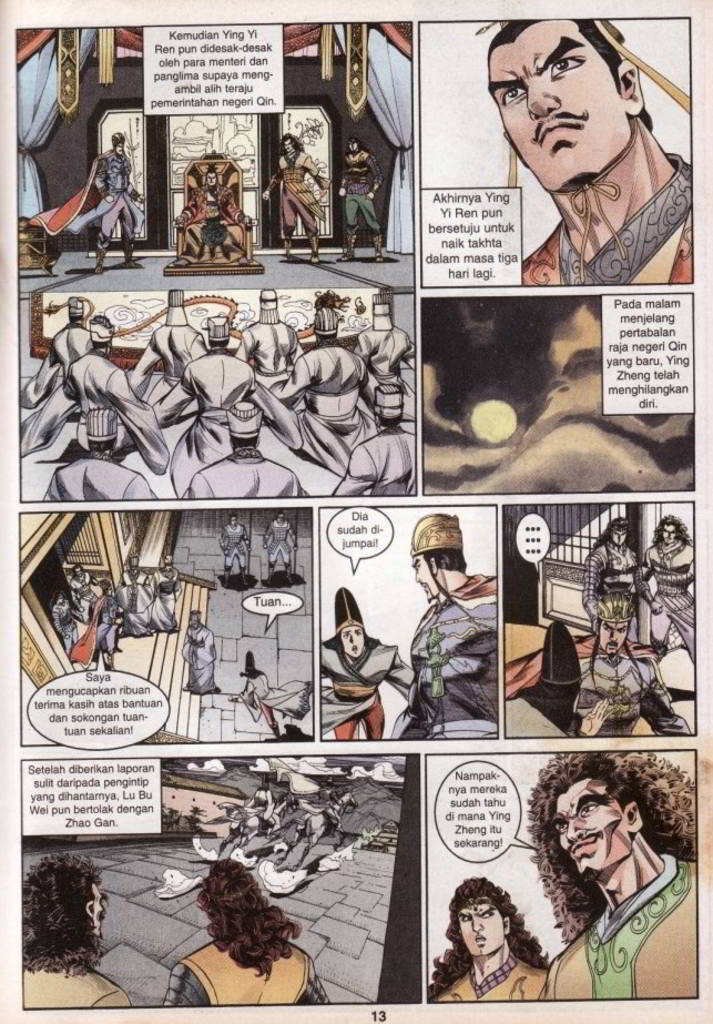 Kemudian Ying Yi
Ren pun didesak-desak
oleh para menteri dan
panglima supaya meng-
ambil alih teraju
pemerintahan negeri Qin.
Akhirnya Ying
Yi Ren pun
bersetuju untuk
naik takhta
dalam masa tiga
hari lagi.
Pada malam
menjelang
pertabalan
raja negeri Qin
yang baru, Ying
Zheng telah
menghilangkan
diri.
Tuan...
Saya
mengucapkan ribuan
terima kasih atas bantuan
dan sokongan tuan-
tuan sekalian!
Dia
sudah di-
jumpai!
•••
•••
•••
Setelah diberikan laporan
sulit daripada pengintip
yang dihantarnya, Lu Bu
Wei pun bertolak dengan
Zhao Gan.
Nampak-
nya mereka
sudah tahu
di mana Ying
Zheng itu
sekarang!
13